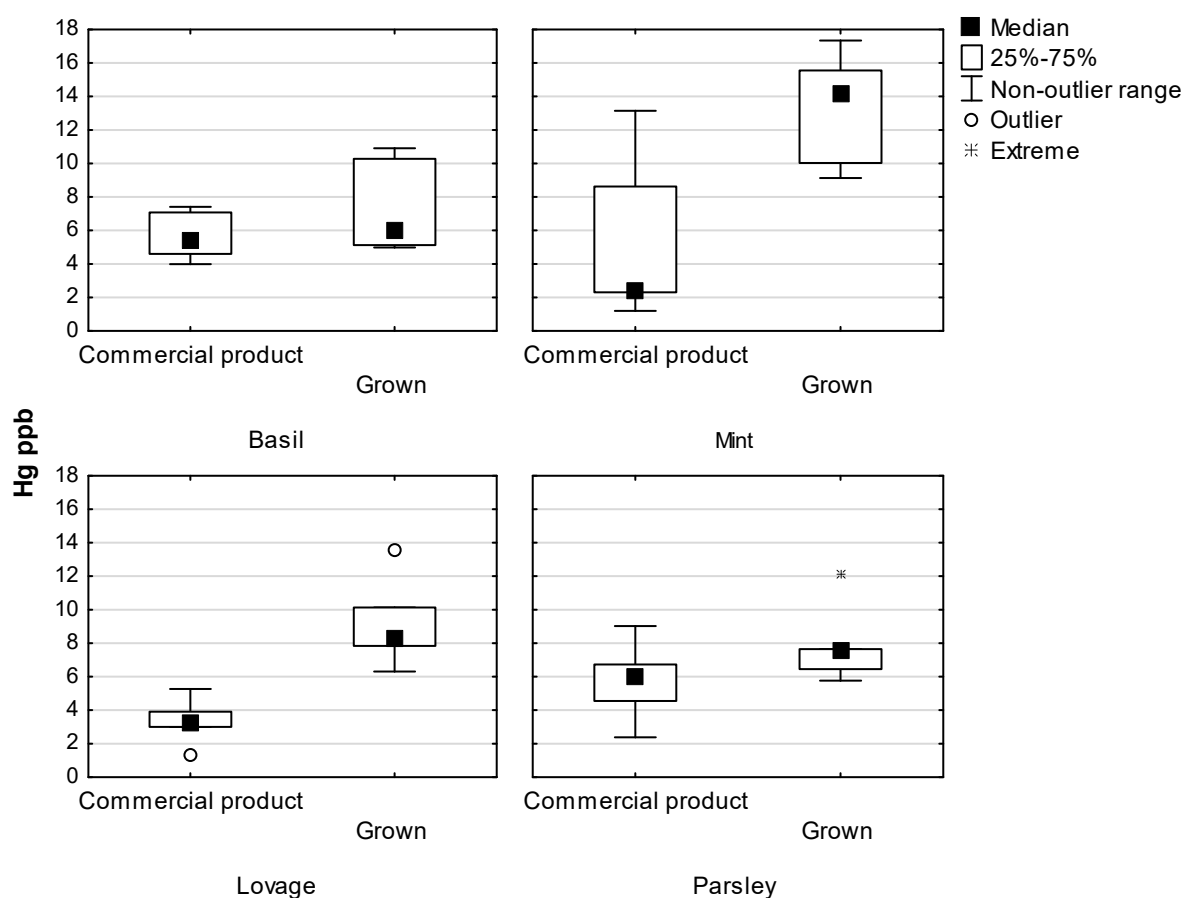 18
16
14
12
10
8
6
4
2
0
Commercial product
Grown
Basil
Commercial product
Grown
Mint
Median
25%-75%
Non-outlier range
Outlier
Extreme
Hg ppb
18
16
14
12
10
8
6
4
2
0
Commercial product
Grown
Lovage
Commercial product
Grown
Parsley